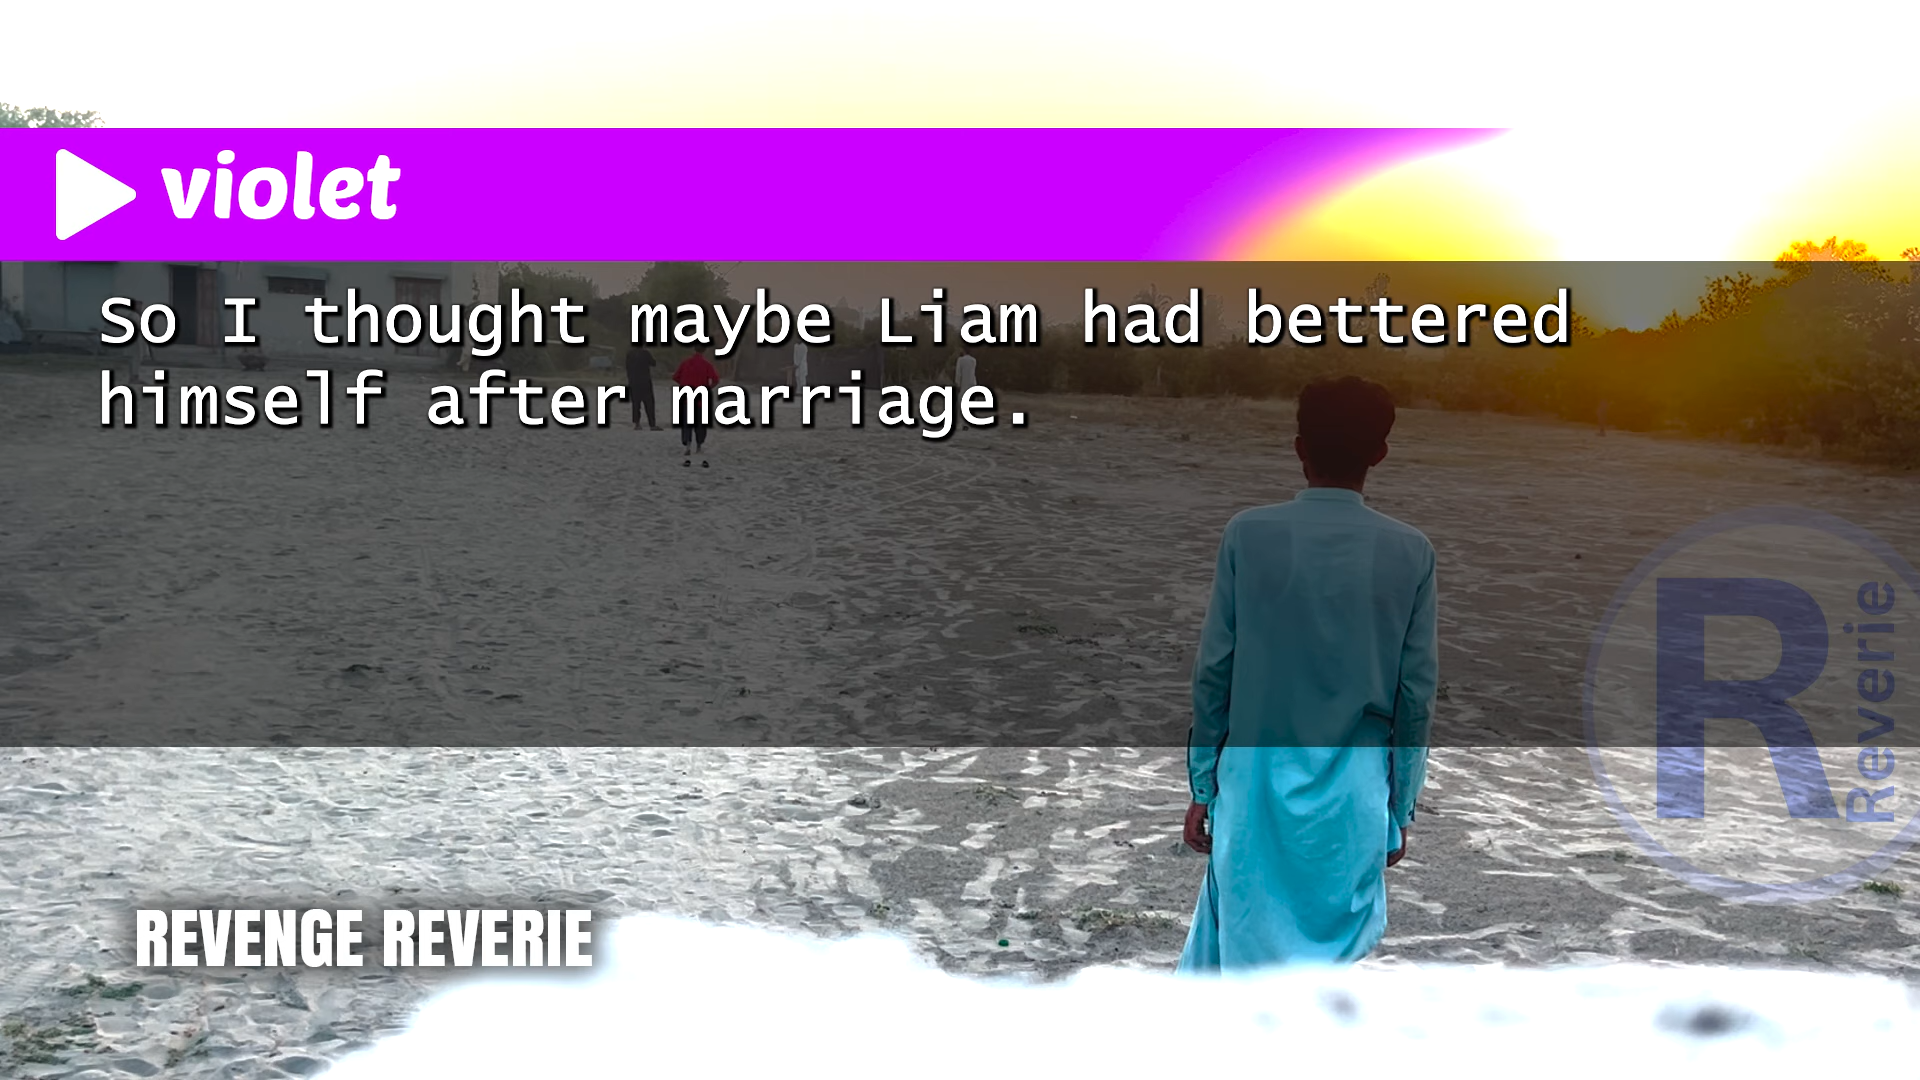 violet
So I thought maybe Liam had bettered
himself after marriage.
R
Reverie
REVENGE REVERIE